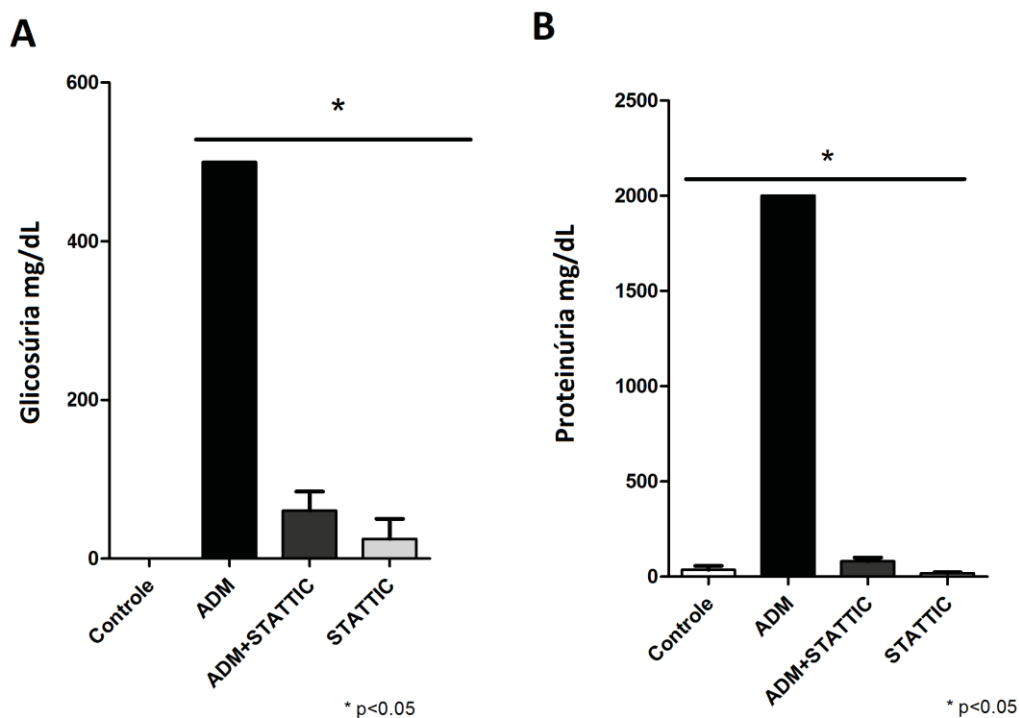 A
Glicosúria mg/dL
600
400
200
0
*
Controle
ADM
ADM+STATTIC
STATTIC
* p<0.05
B
Proteinúria mg/dL
2500
2000
1500
1000
500
0
*
Controle
ADM
ADM+STATTIC
STATTIC
* p<0.05